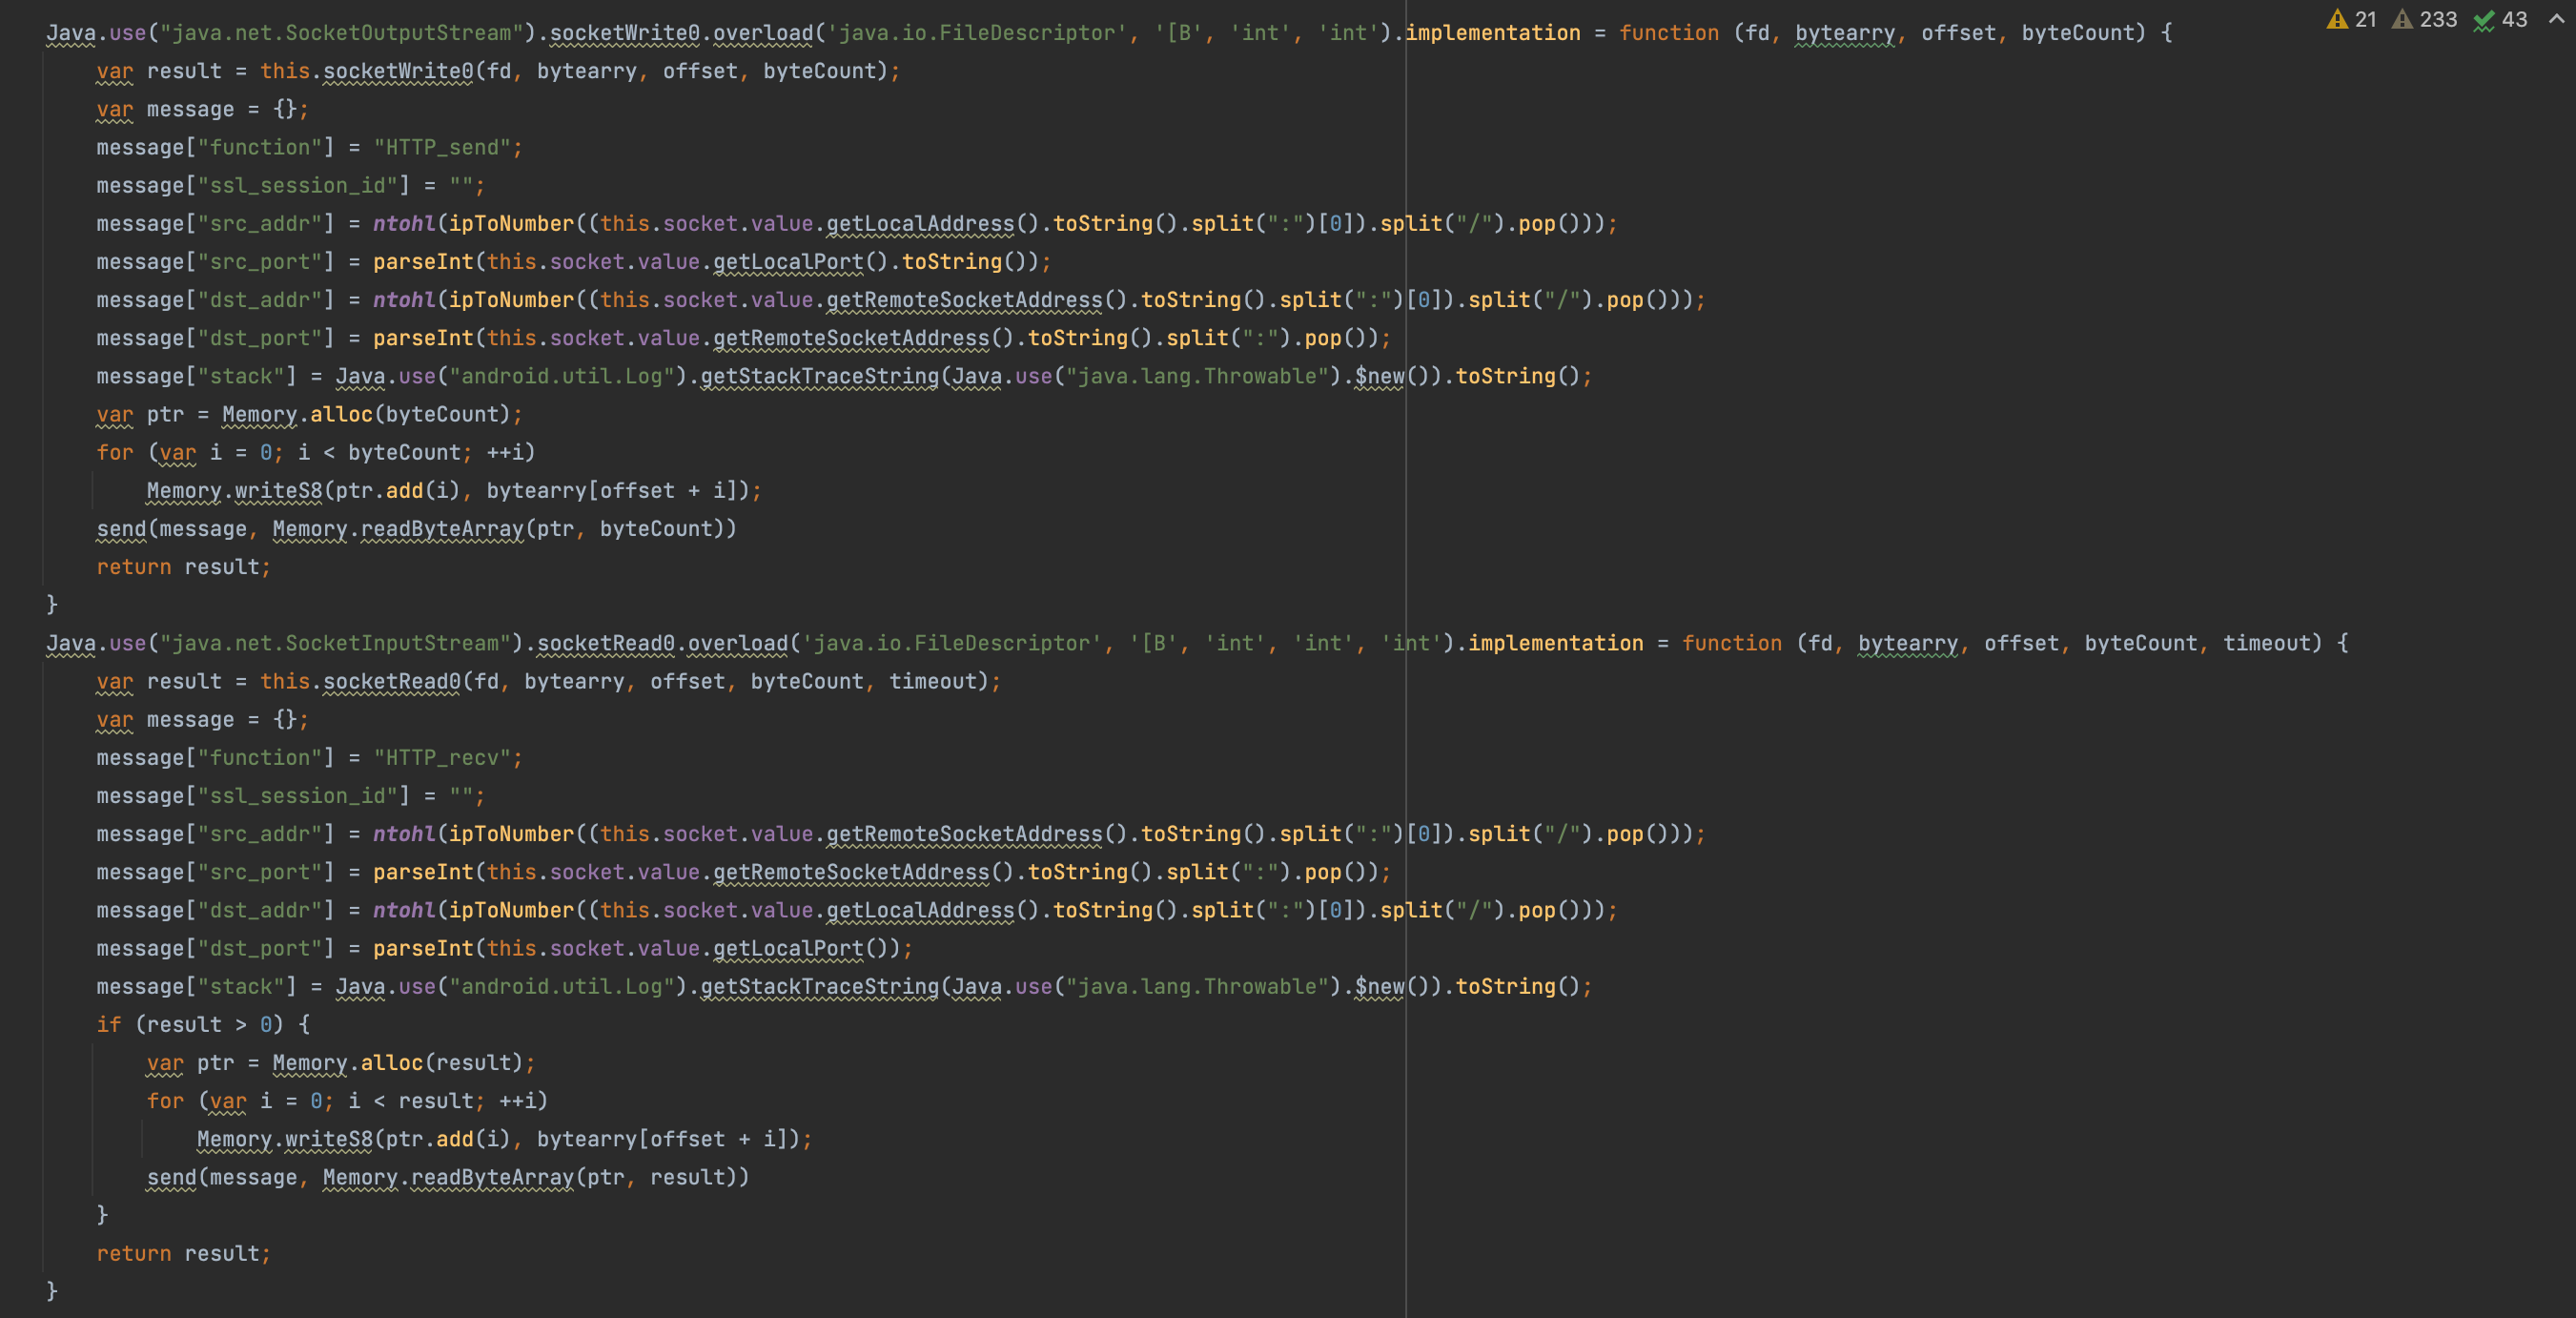 Java.use("java.net.SocketOutputStream").socketWrite0.overload('java.io.FileDescriptor', '[B', 'int', 'int').implementation = function (fd, bytearry, offset, byteCount) {
21 233 43
var result = this.socketWrite0(fd, bytearry, offset, byteCount);
var message = {};
message["function"] = "HTTP_send";
message["ssl_session_id"] = "";
message["src_addr"] = ntohl(ipToNumber((this.socket.value.getLocalAddress().toString().split(":")[0]).split("/").pop()));
message["src_port"] = parseInt(this.socket.value.getLocalPort().toString());
message["dst_addr"] = ntohl(ipToNumber((this.socket.value.getRemoteSocketAddress().toString().split(":")[0]).split("/").pop()));
message["dst_port"] = parseInt(this.socket.value.getRemoteSocketAddress().toString().split(":").pop());
message["stack"] = Java.use("android.util.Log").getStackTraceString(Java.use("java.lang.Throwable").$new()).toString();
var ptr = Memory.alloc(byteCount);
for (var i = 0; i < byteCount; ++i)
Memory.writeS8(ptr.add(i), bytearry[offset + i]);
send(message, Memory.readByteArray(ptr, byteCount))
return result;
}
Java.use("java.net.SocketInputStream").socketRead0.overload('java.io.FileDescriptor', '[B', 'int', 'int', 'int').implementation = function (fd, bytearry, offset, byteCount, timeout) {
var result = this.socketRead0(fd, bytearry, offset, byteCount, timeout);
var message = {};
message["function"] = "HTTP_recv";
message["ssl_session_id"] = "";
message["src_addr"] = ntohl(ipToNumber((this.socket.value.getRemoteSocketAddress().toString().split(":")[0]).split("/").pop()));
message["src_port"] = parseInt(this.socket.value.getRemoteSocketAddress().toString().split(":").pop());
message["dst_addr"] = ntohl(ipToNumber((this.socket.value.getLocalAddress().toString().split(":")[0]).split("/").pop()));
message["dst_port"] = parseInt(this.socket.value.getLocalPort());
message["stack"] = Java.use("android.util.Log").getStackTraceString(Java.use("java.lang.Throwable").$new()).toString();
if (result > 0) {
var ptr = Memory.alloc(result);
for (var i = 0; i < result; ++i)
Memory.writeS8(ptr.add(i), bytearry[offset + i]);
send(message, Memory.readByteArray(ptr, result))
}
return result;
}